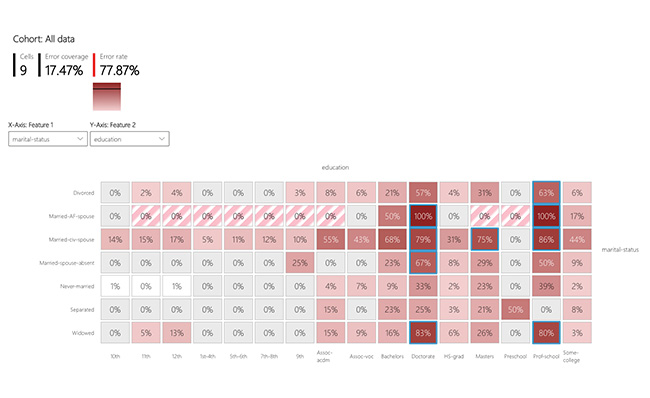 Cohort: All data
Cells Error coverage Error rate
9 17.47% 77.87%
X-Axis: Feature 1 Y-Axis: Feature 2
marital-status education
education
Divorced 0% 2% 4% 0% 0% 0% 3% 8% 6% 21% 57% 4% 31% 0% 63% 6%
Married-AF-spouse 0% 0% 0% 0% 0% 0% 0% 0% 0% 50% 100% 0% 0% 0% 100% 17%
Married-civ-spouse 14% 15% 17% 5% 11% 12% 10% 55% 43% 68% 79% 31% 75% 0% 86% 44%
marital-status
Married-spouse-absent 0% 0% 0% 0% 0% 0% 25% 0% 0% 23% 67% 8% 29% 0% 50% 9%
Never-married 1% 0% 1% 0% 0% 0% 0% 4% 7% 9% 33% 2% 23% 0% 39% 2%
Separated 0% 0% 0% 0% 0% 0% 0% 15% 0% 23% 25% 3% 21% 50% 0% 8%
Widowed 0% 5% 13% 0% 0% 0% 0% 15% 9% 16% 83% 6% 26% 0% 80% 3%
10th 11th 12th 1st-4th 5th-6th 7th-8th 9th Assoc-acdm Assoc-voc Bachelors Doctorate HS-grad Masters Preschool Prof-school Some-college